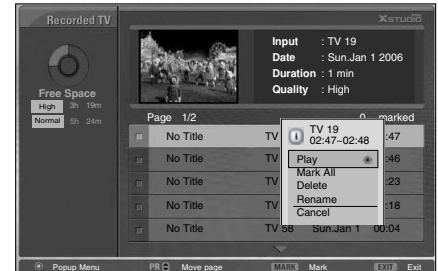 Recorded TV
XSTUDIO
Input : TV 19
Date : Sun.Jan 1 2006
Duration : 1 min
Quality : High
Free Space
High 3h 19m
Normal 5h 24m
Page 1/2
0 marked
No Title TV :47
No Title TV :46
No Title TV :23
No Title TV :18
No Title TV 58 Sun.Jan 1 00:04
i TV 19
02:47~02:48
Play
Mark All
Delete
Rename
Cancel
Popup Menu
PR Move page
MARK Mark
EXIT Exit